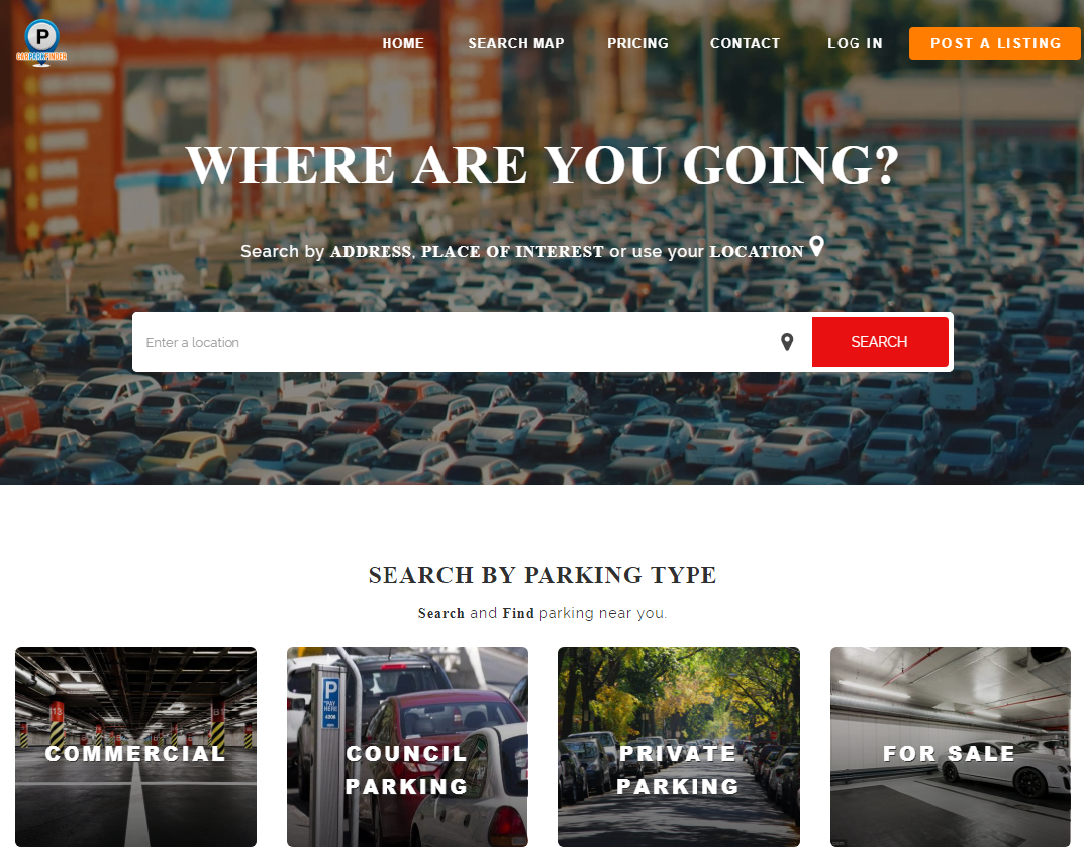 P
CARPARKFINDER
HOME
SEARCH MAP
PRICING
CONTACT
LOG IN
POST A LISTING
WHERE ARE YOU GOING?
Search by ADDRESS, PLACE OF INTEREST or use your LOCATION
Enter a location
SEARCH
SEARCH BY PARKING TYPE
Search and Find parking near you.
COMMERCIAL
P
COUNCIL
PARKING
PRIVATE
PARKING
FOR SALE